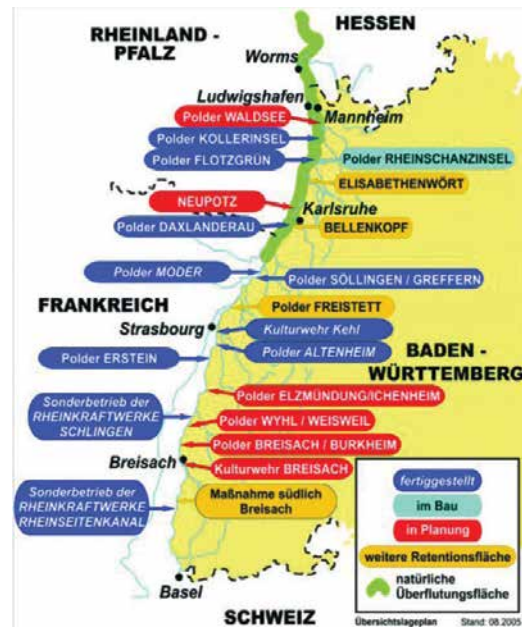 HESSEN
RHEINLAND -
PFALZ
Worms
Ludwigshafen
Mannheim
Polder WALDSEE
Polder KOLLERINSEL
Polder FLOTZGRÜN
Polder RHEINSCHANZINSEL
ELISABETHENWÖRT
NEUPOTZ
Karlsruhe
Polder DAXLANDERAU
BELLENKOPF
Polder MODER
Polder SÖLLINGEN / GREFFERN
FRANKREICH
Polder FREISTETT
Strasbourg
Kulturwehr Kehl
Polder ERSTEIN
Polder ALTENHEIM
BADEN -
WÜRTTEMBERG
Polder ELZMÜNDUNG/ICHENHEIM
Sonderbetrieb der
RHEINKRAFTWERKE
SCHLINGEN
Polder WYHL / WEISWEIL
Polder BREISACH / BURKHEIM
Breisach
Kulturwehr BREISACH
Sonderbetrieb der
RHEINKRAFTWERKE
RHEINSEITENKANAL
Maßnahme südlich
Breisach
Basel
SCHWEIZ
fertiggestellt
im Bau
in Planung
weitere Retentionsfläche
natürliche
Überflutungsfläche
Übersichtslageplan Stand: 08.2005